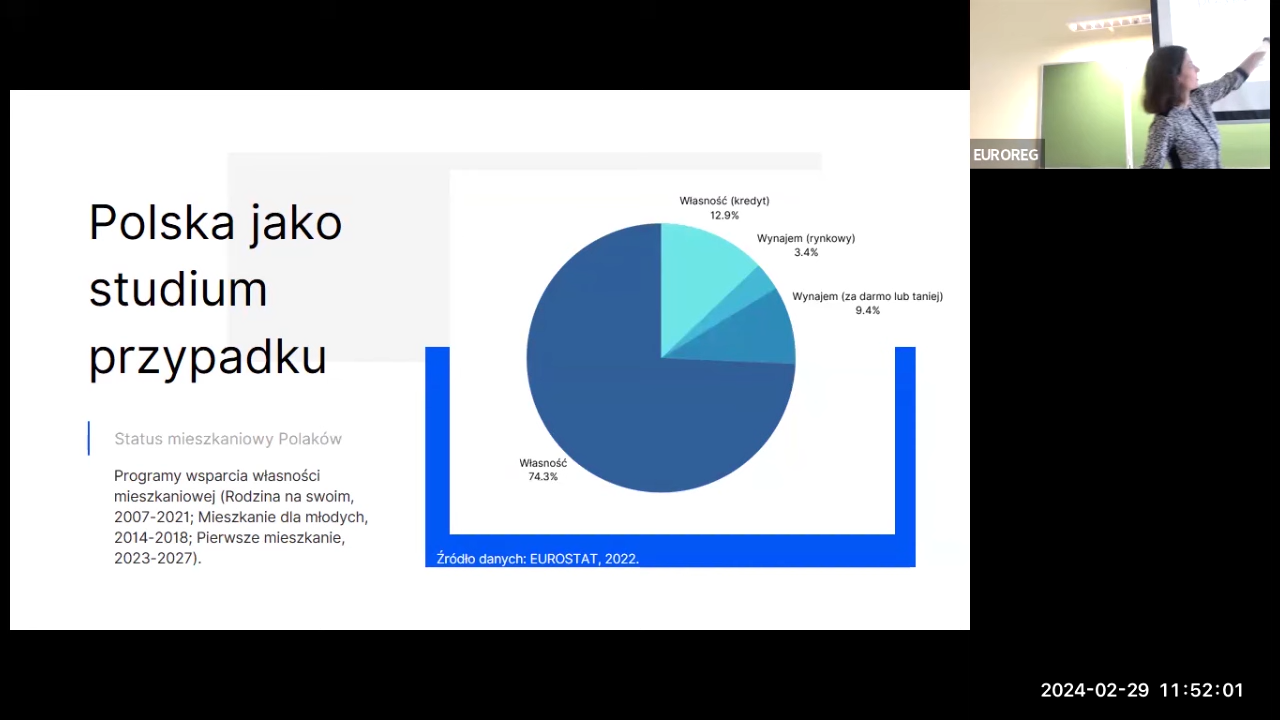 EUROREG
Polska jako
studium
przypadku
Status mieszkaniowy Polaków
Programy wsparcia własności
mieszkaniowej (Rodzina na swoim,
2007-2021; Mieszkanie dla młodych,
2014-2018; Pierwsze mieszkanie,
2023-2027).
Własność (kredyt)
12.9%
Wynajem (rynkowy)
3.4%
Wynajem (za darmo lub taniej)
9.4%
Własność
74.3%
Źródło danych: EUROSTAT, 2022.
2024-02-29 11:52:01